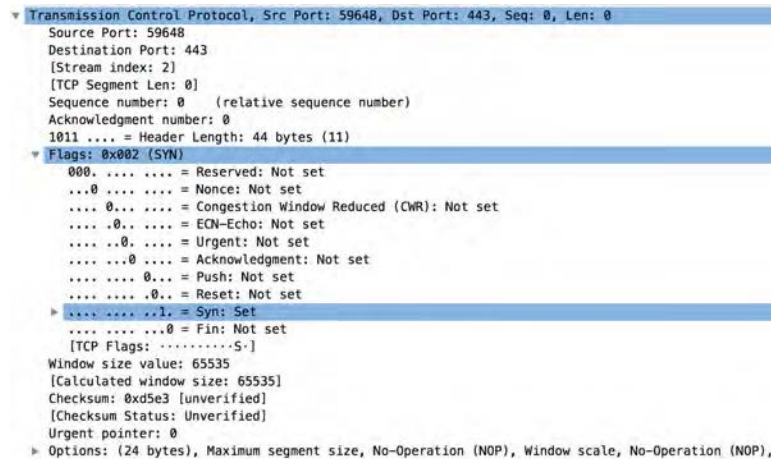 Transmission Control Protocol, Src Port: 59648, Dst Port: 443, Seq: 0, Len: 0
Source Port: 59648
Destination Port: 443
[Stream index: 2]
[TCP Segment Len: 0]
Sequence number: 0    (relative sequence number)
Acknowledgment number: 0
1011 .... = Header Length: 44 bytes (11)
Flags: 0x002 (SYN)
000. .... .... = Reserved: Not set
...0 .... .... = Nonce: Not set
.... 0... .... = Congestion Window Reduced (CWR): Not set
.... .0.. .... = ECN-Echo: Not set
.... ..0. .... = Urgent: Not set
.... ...0 .... = Acknowledgment: Not set
.... .... 0... = Push: Not set
.... .... .0.. = Reset: Not set
.... .... ..1. = Syn: Set
.... .... ...0 = Fin: Not set
[TCP Flags: ··········S·]
Window size value: 65535
[Calculated window size: 65535]
Checksum: 0xd5e3 [unverified]
[Checksum Status: Unverified]
Urgent pointer: 0
Options: (24 bytes), Maximum segment size, No-Operation (NOP), Window scale, No-Operation (NOP),